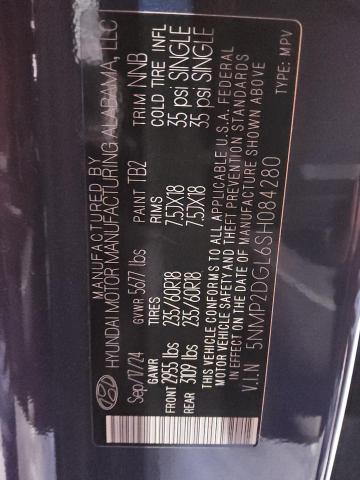 MANUFACTURED BY
HYUNDAI MOTOR MANUFACTURING ALABAMA, LLC
Sep/17/24 GVWR 5677 lbs PAINT TB2 TRIM NNB
GAWR TIRES RIMS COLD TIRE INFL
FRONT 2955 lbs 235/60R18 7.5JX18 35 psi SINGLE
REAR 3109 lbs 235/60R18 7.5JX18 35 psi SINGLE
THIS VEHICLE CONFORMS TO ALL APPLICABLE U.S.A. FEDERAL
MOTOR VEHICLE SAFETY AND THEFT PREVENTION STANDARDS
IN EFFECT ON THE DATE OF MANUFACTURE SHOWN ABOVE
V.I.N 5NMP2DGL6SH084280 TYPE: MPV